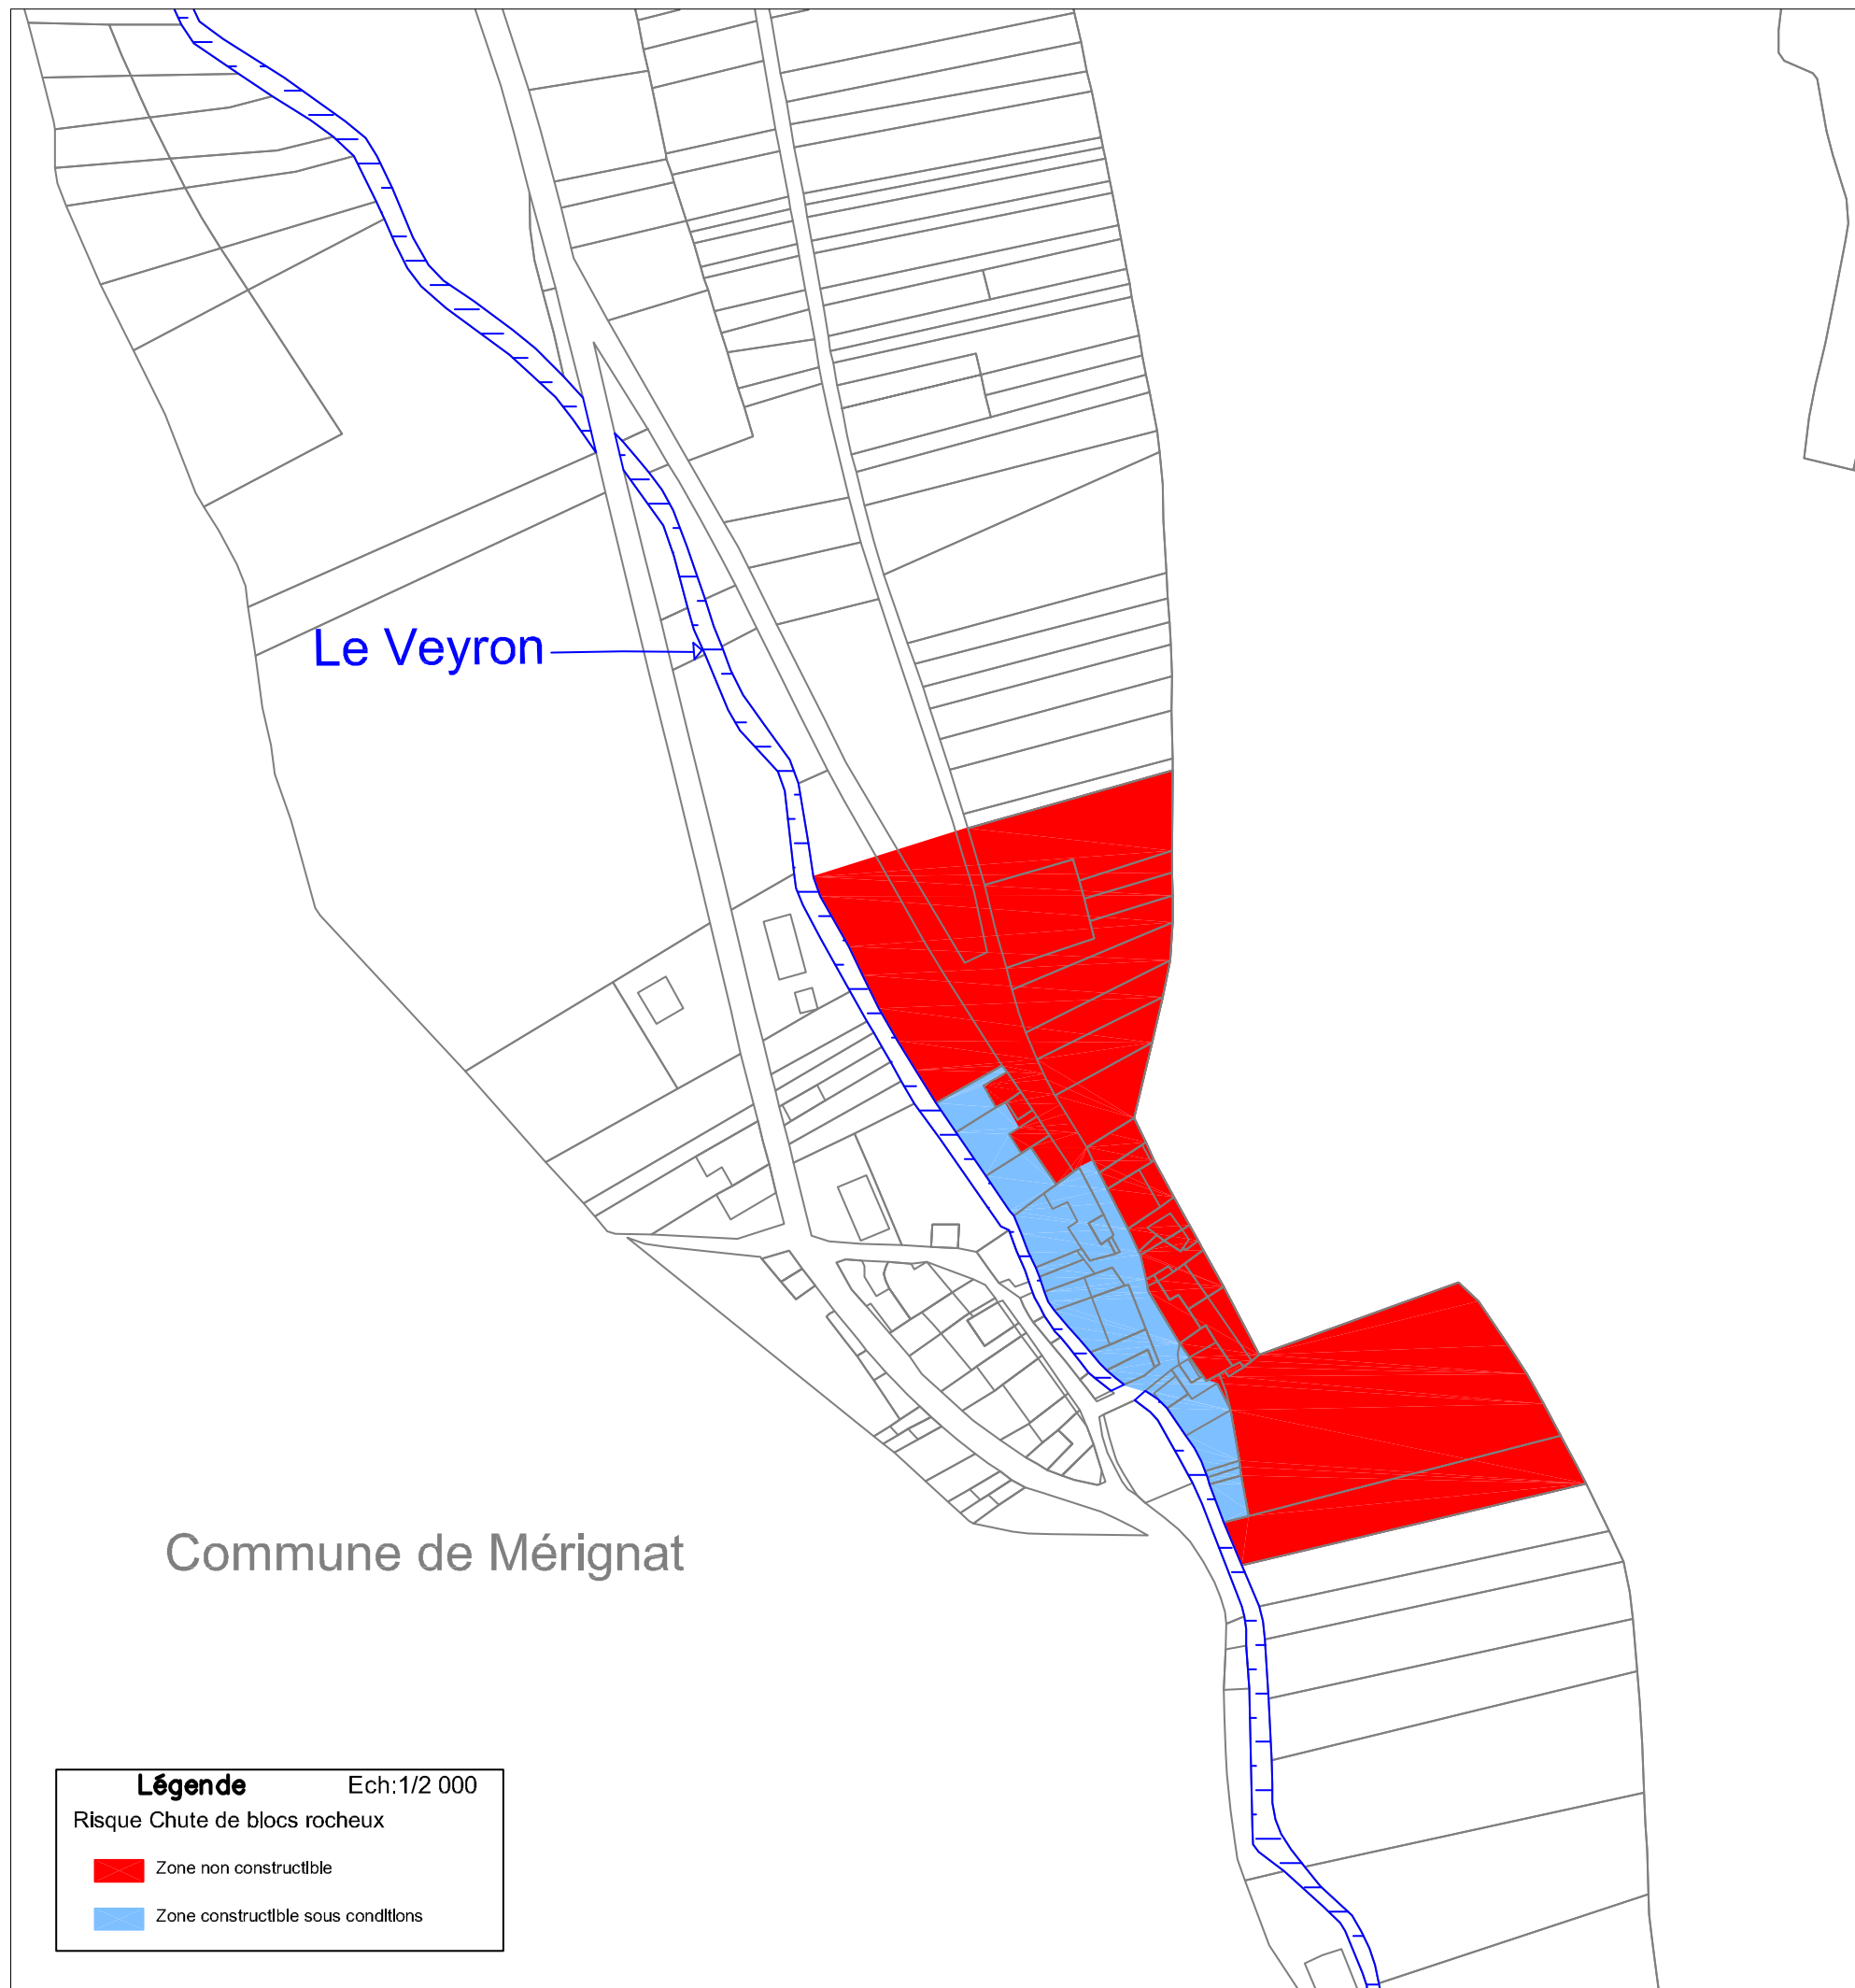 Le Veyron
Commune de Mérignat
Légende Ech:1/2 000
Risque Chute de blocs rocheux
Zone non constructible
Zone constructible sous conditions